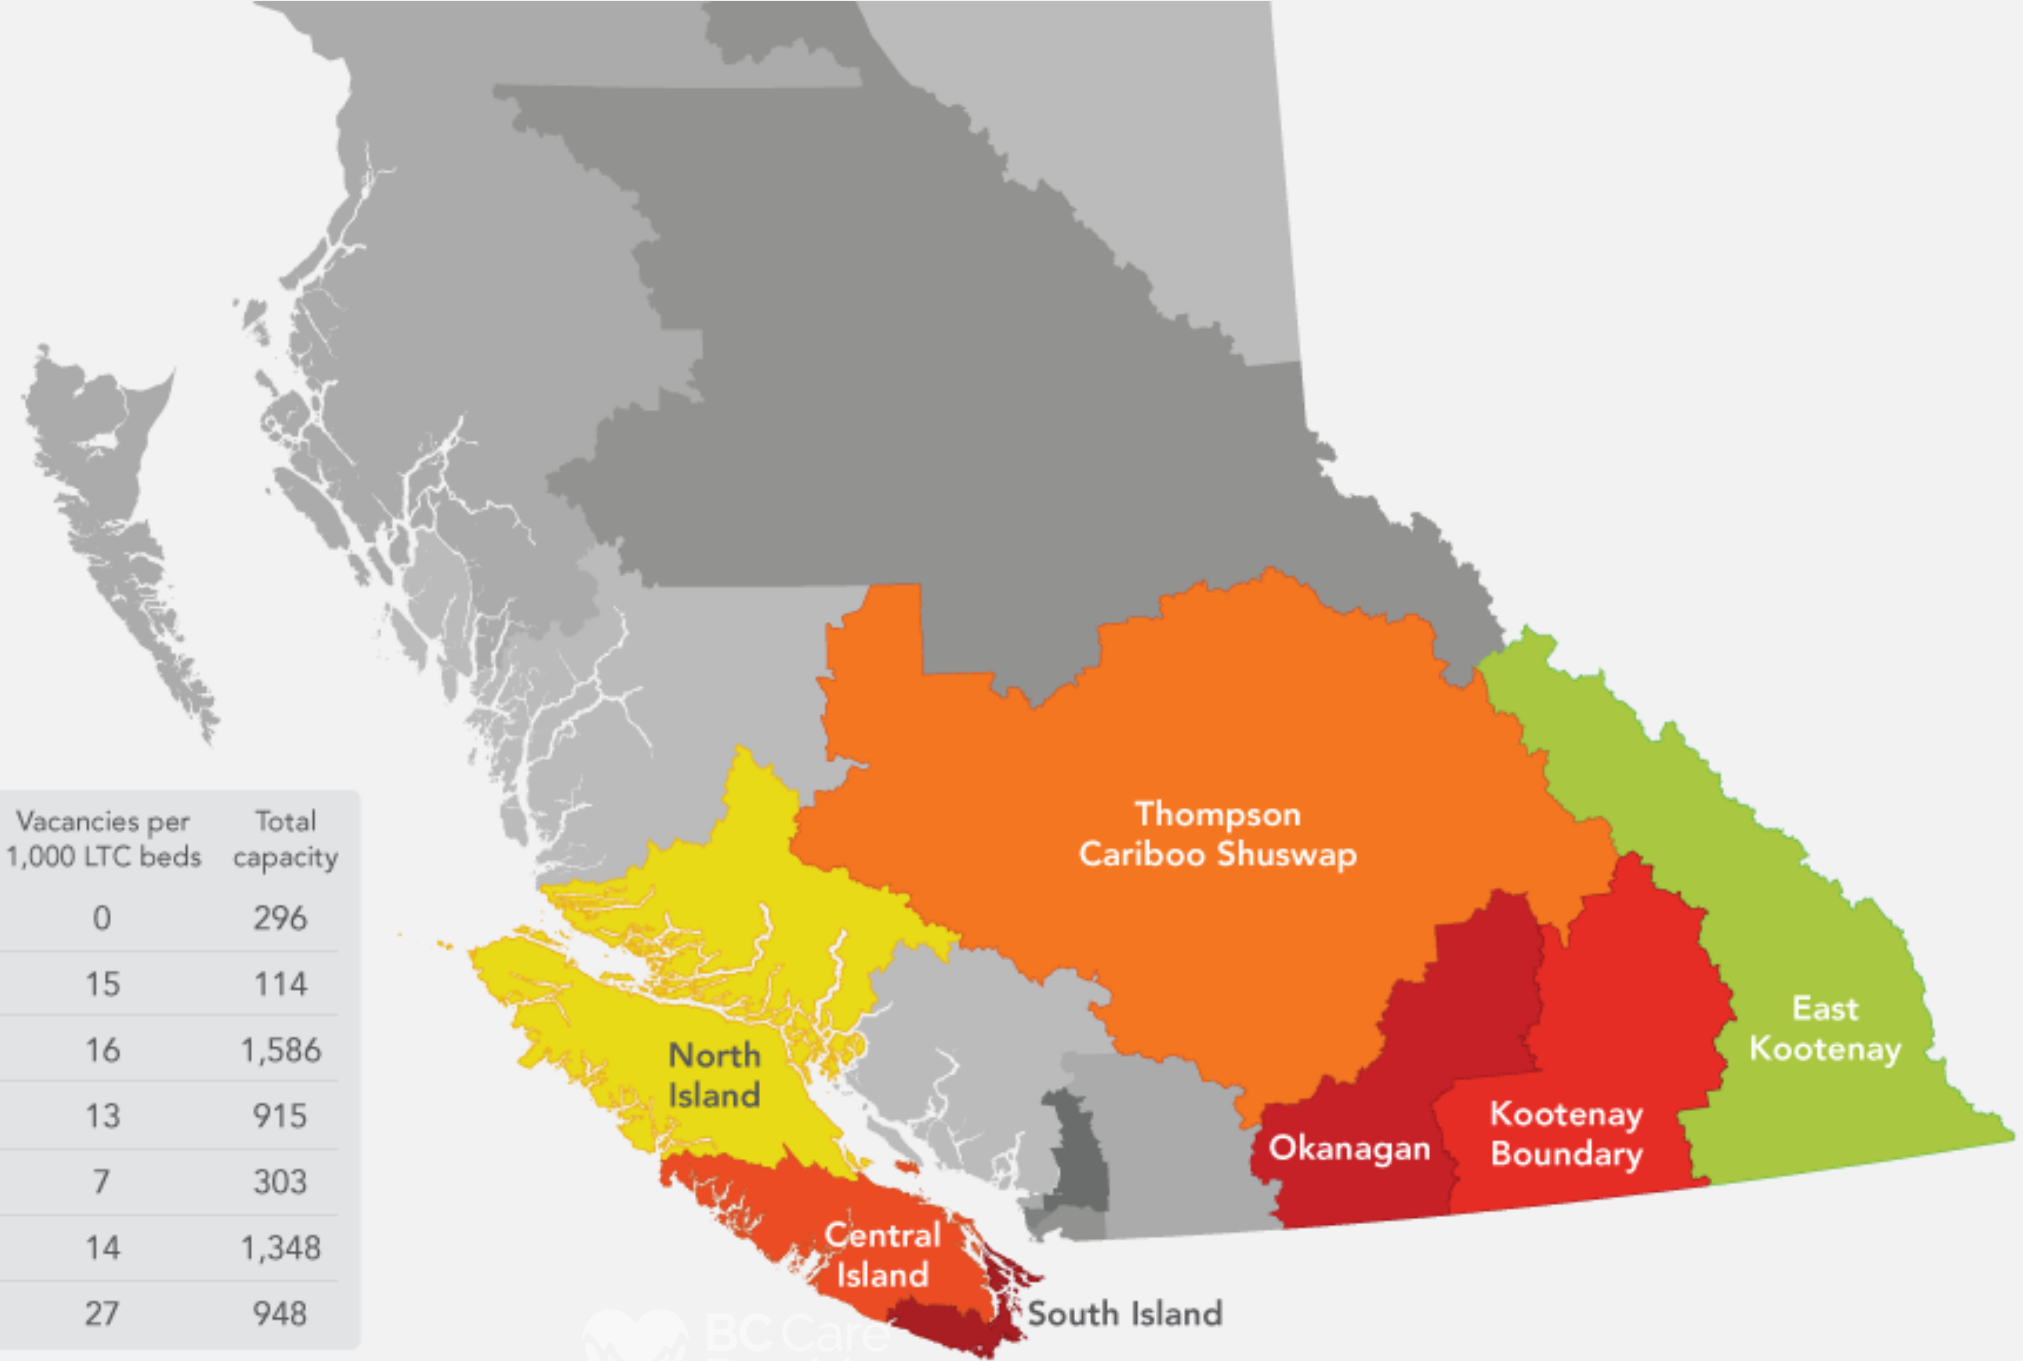 Thompson
Cariboo Shuswap
Vacancies per Total
1,000 LTC beds capacity
0 296
15 114
16 1,586
13 915
7 303
14 1,348
27 948
East
Kootenay
North
Island
Kootenay
Boundary
Okanagan
Central
Island
South Island
BC Care